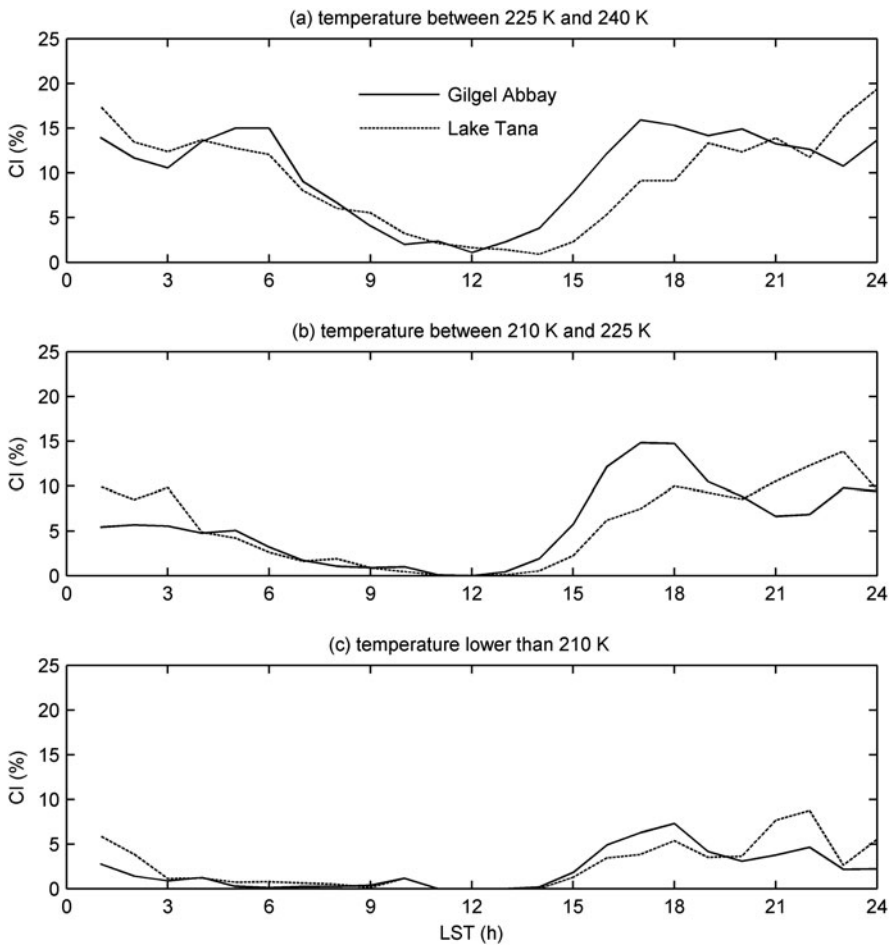 (a) temperature between 225 K and 240 K
25
20
15
10
5
0
CI (%)
Gilgel Abbay
Lake Tana
0 3 6 9 12 15 18 21 24
(b) temperature between 210 K and 225 K
25
20
15
10
5
0
CI (%)
0 3 6 9 12 15 18 21 24
(c) temperature lower than 210 K
25
20
15
10
5
0
CI (%)
0 3 6 9 12 15 18 21 24
LST (h)